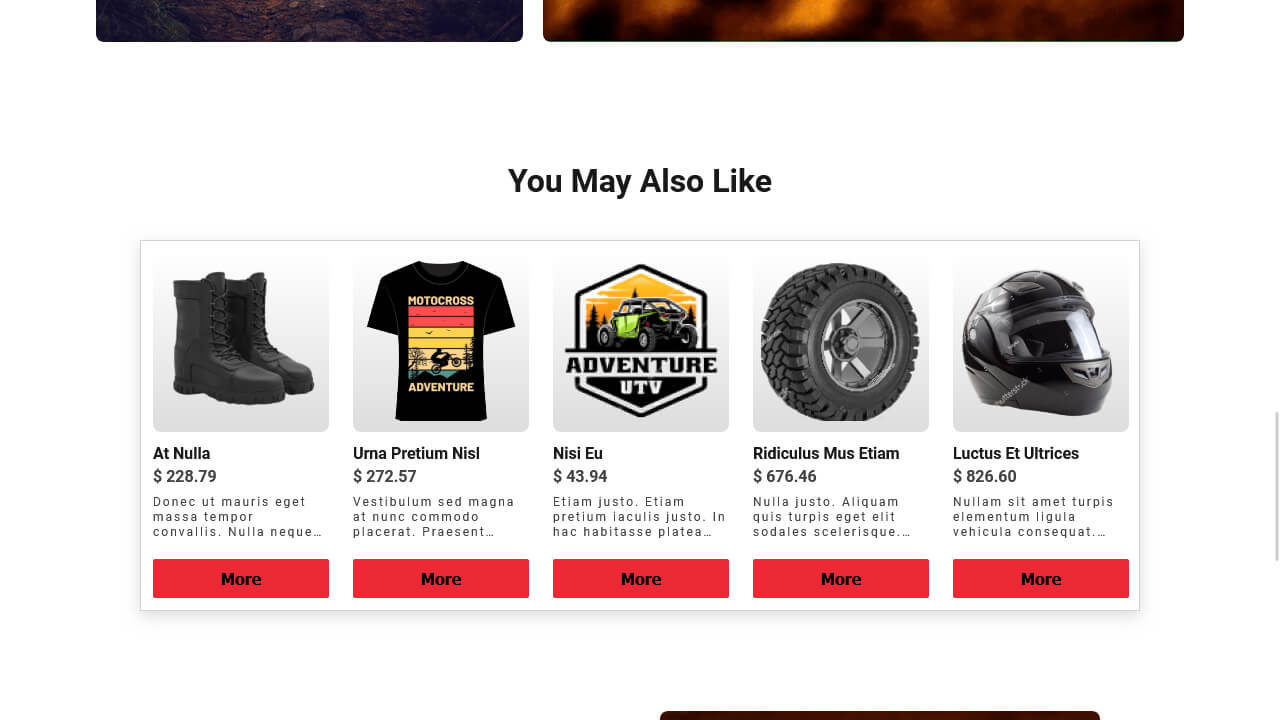 You May Also Like
MOTOCROSS
ADVENTURE
ADVENTURE
UTV
At Nulla
$ 228.79
Donec ut mauris eget
massa tempor
convallis. Nulla neque…
More
Urna Pretium Nisl
$ 272.57
Vestibulum sed magna
at nunc commodo
placerat. Praesent…
More
Nisi Eu
$ 43.94
Etiam justo. Etiam
pretium iaculis justo. In
hac habitasse platea…
More
Ridiculus Mus Etiam
$ 676.46
Nulla justo. Aliquam
quis turpis eget elit
sodales scelerisque.…
More
Luctus Et Ultrices
$ 826.60
Nullam sit amet turpis
elementum ligula
vehicula consequat.…
More